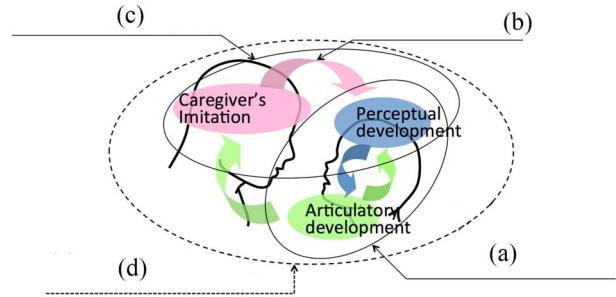 (c)
(b)
Caregiver's
Imitation
Perceptual
development
Articulatory
development
(a)
(d)